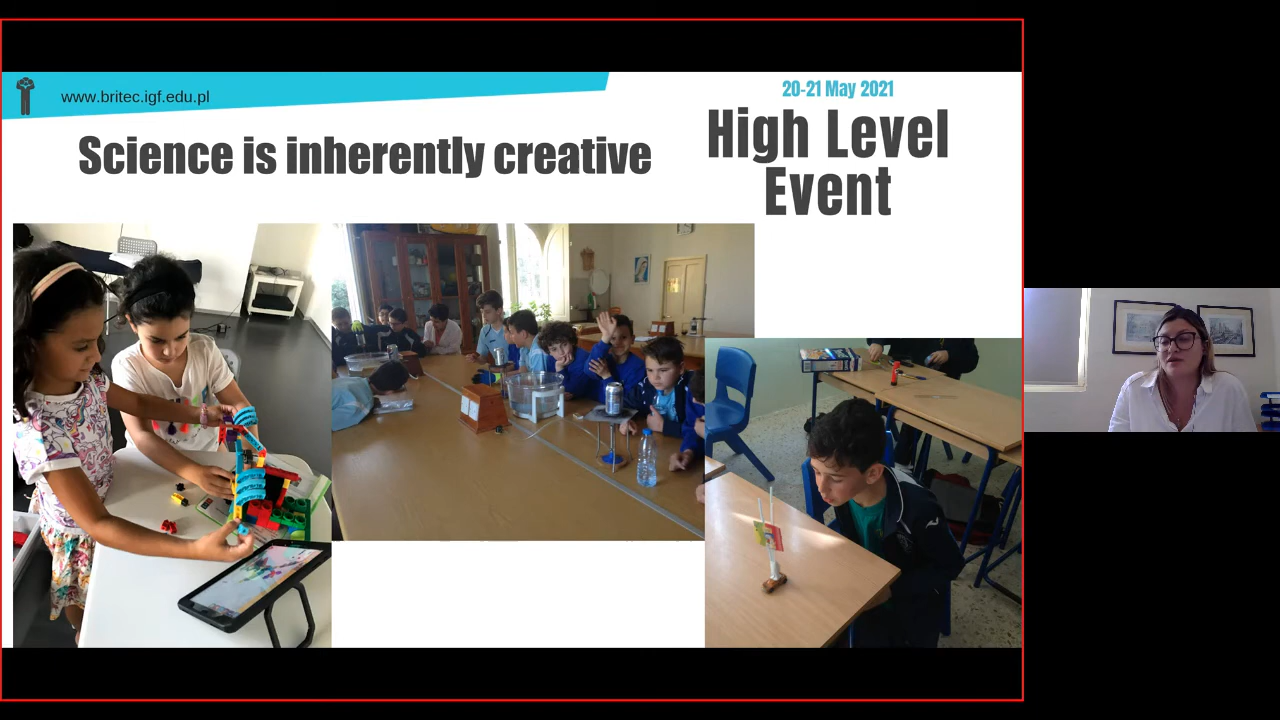 www.britec.igf.edu.pl
20-21 May 2021
Science is inherently creative
High Level
Event